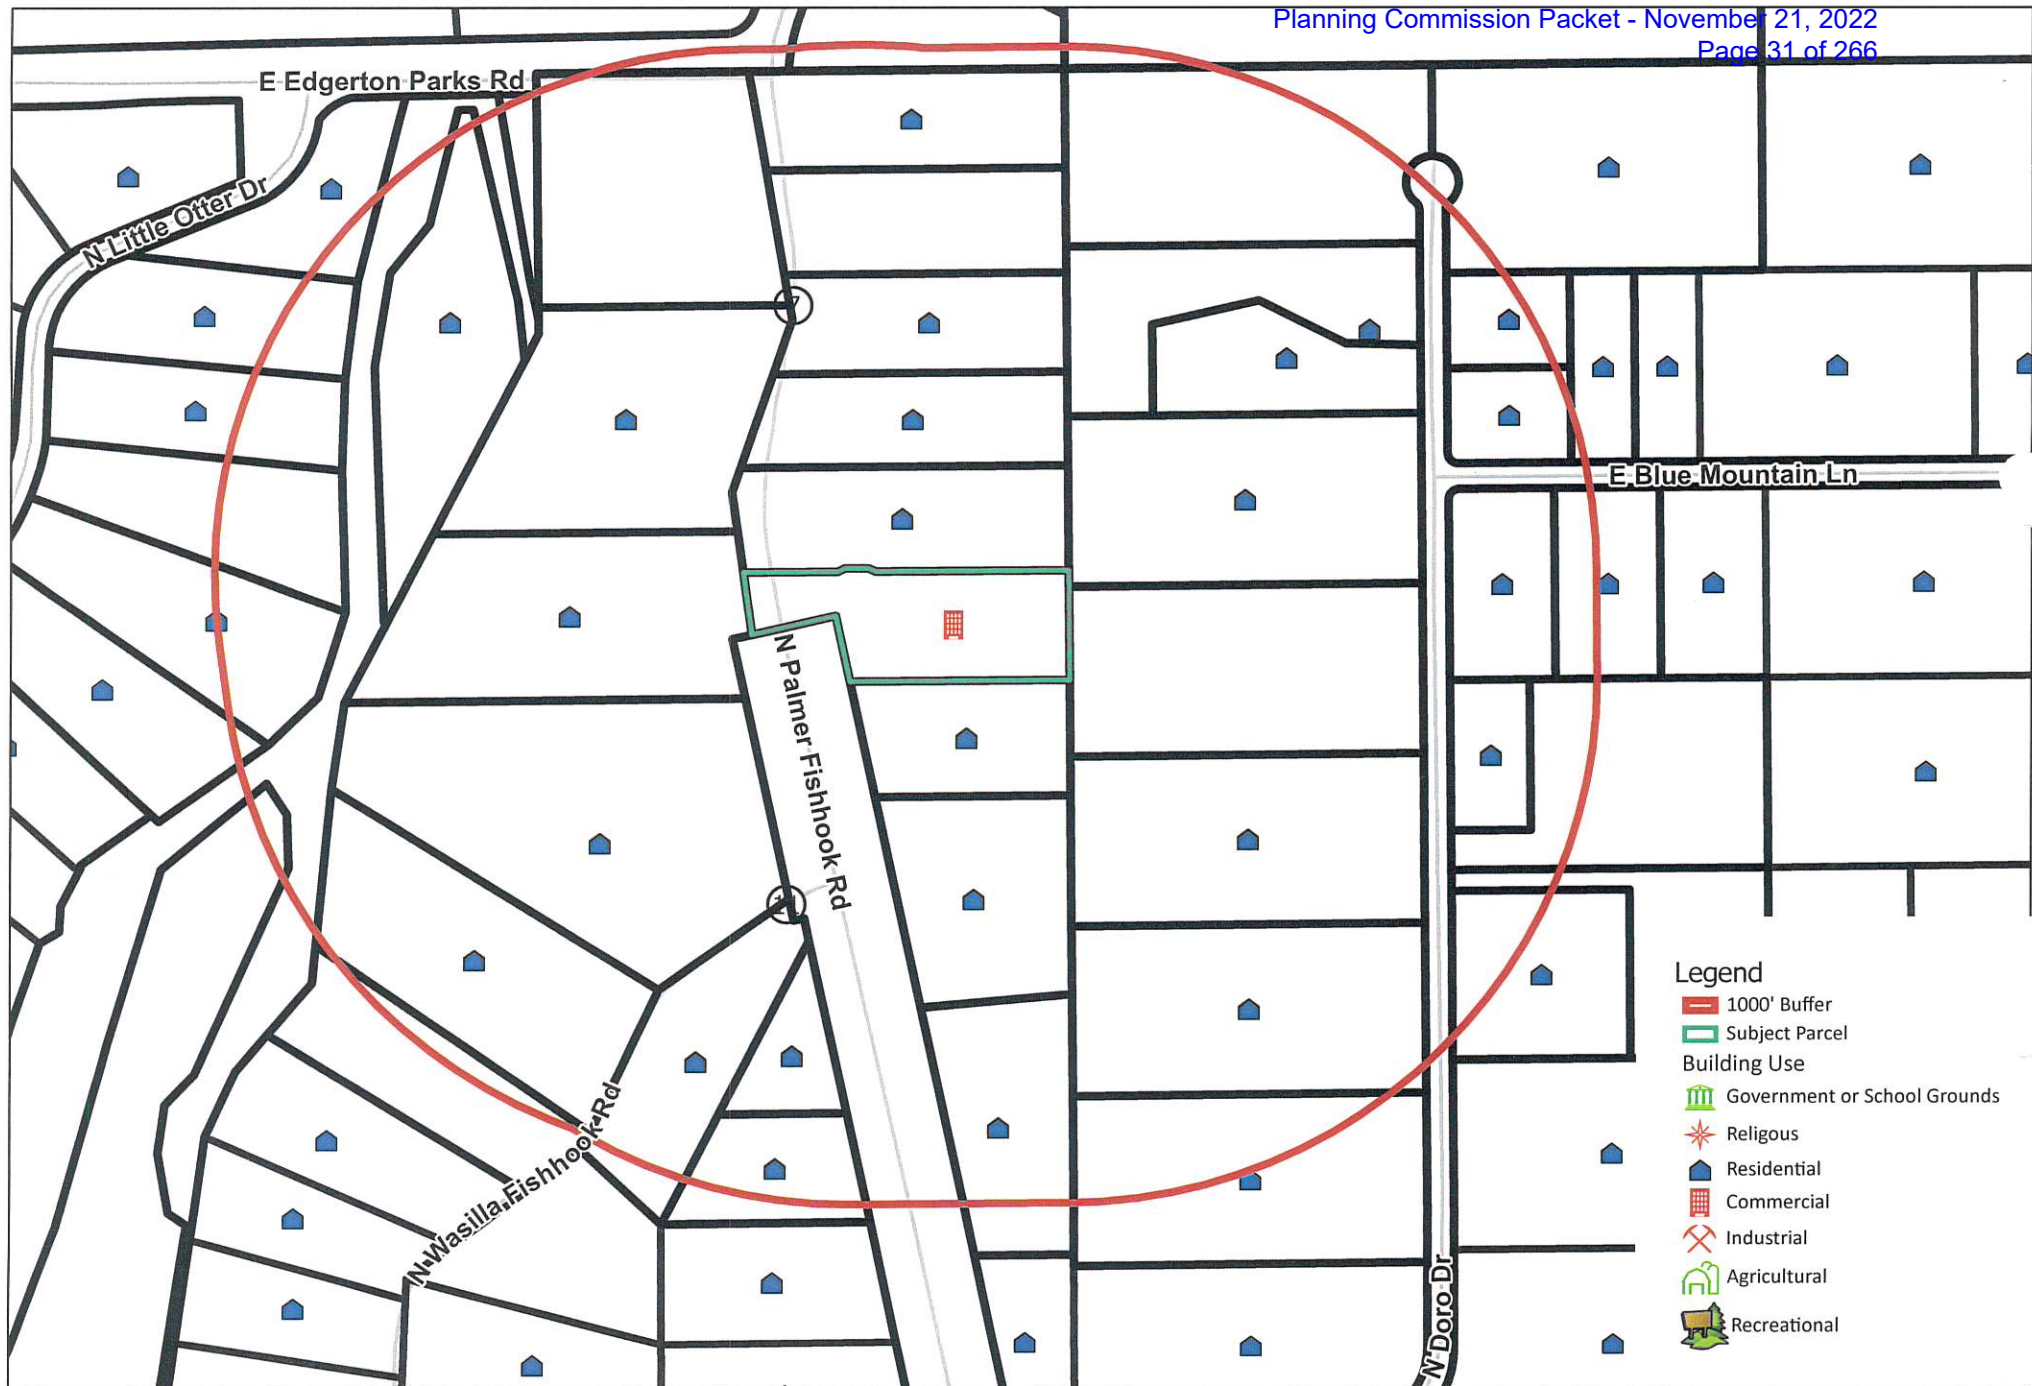 Planning Commission Packet - November 21, 2022
Page 31 of 266
E Edgerton Parks Rd
N Little Otter Dr
E Blue Mountain Ln
N Palmer Fishhook Rd
N Wasilla Fishhook Rd
N Doro Dr
Legend
1000' Buffer
Subject Parcel
Building Use
Government or School Grounds
Religous
Residential
Commercial
Industrial
Agricultural
Recreational